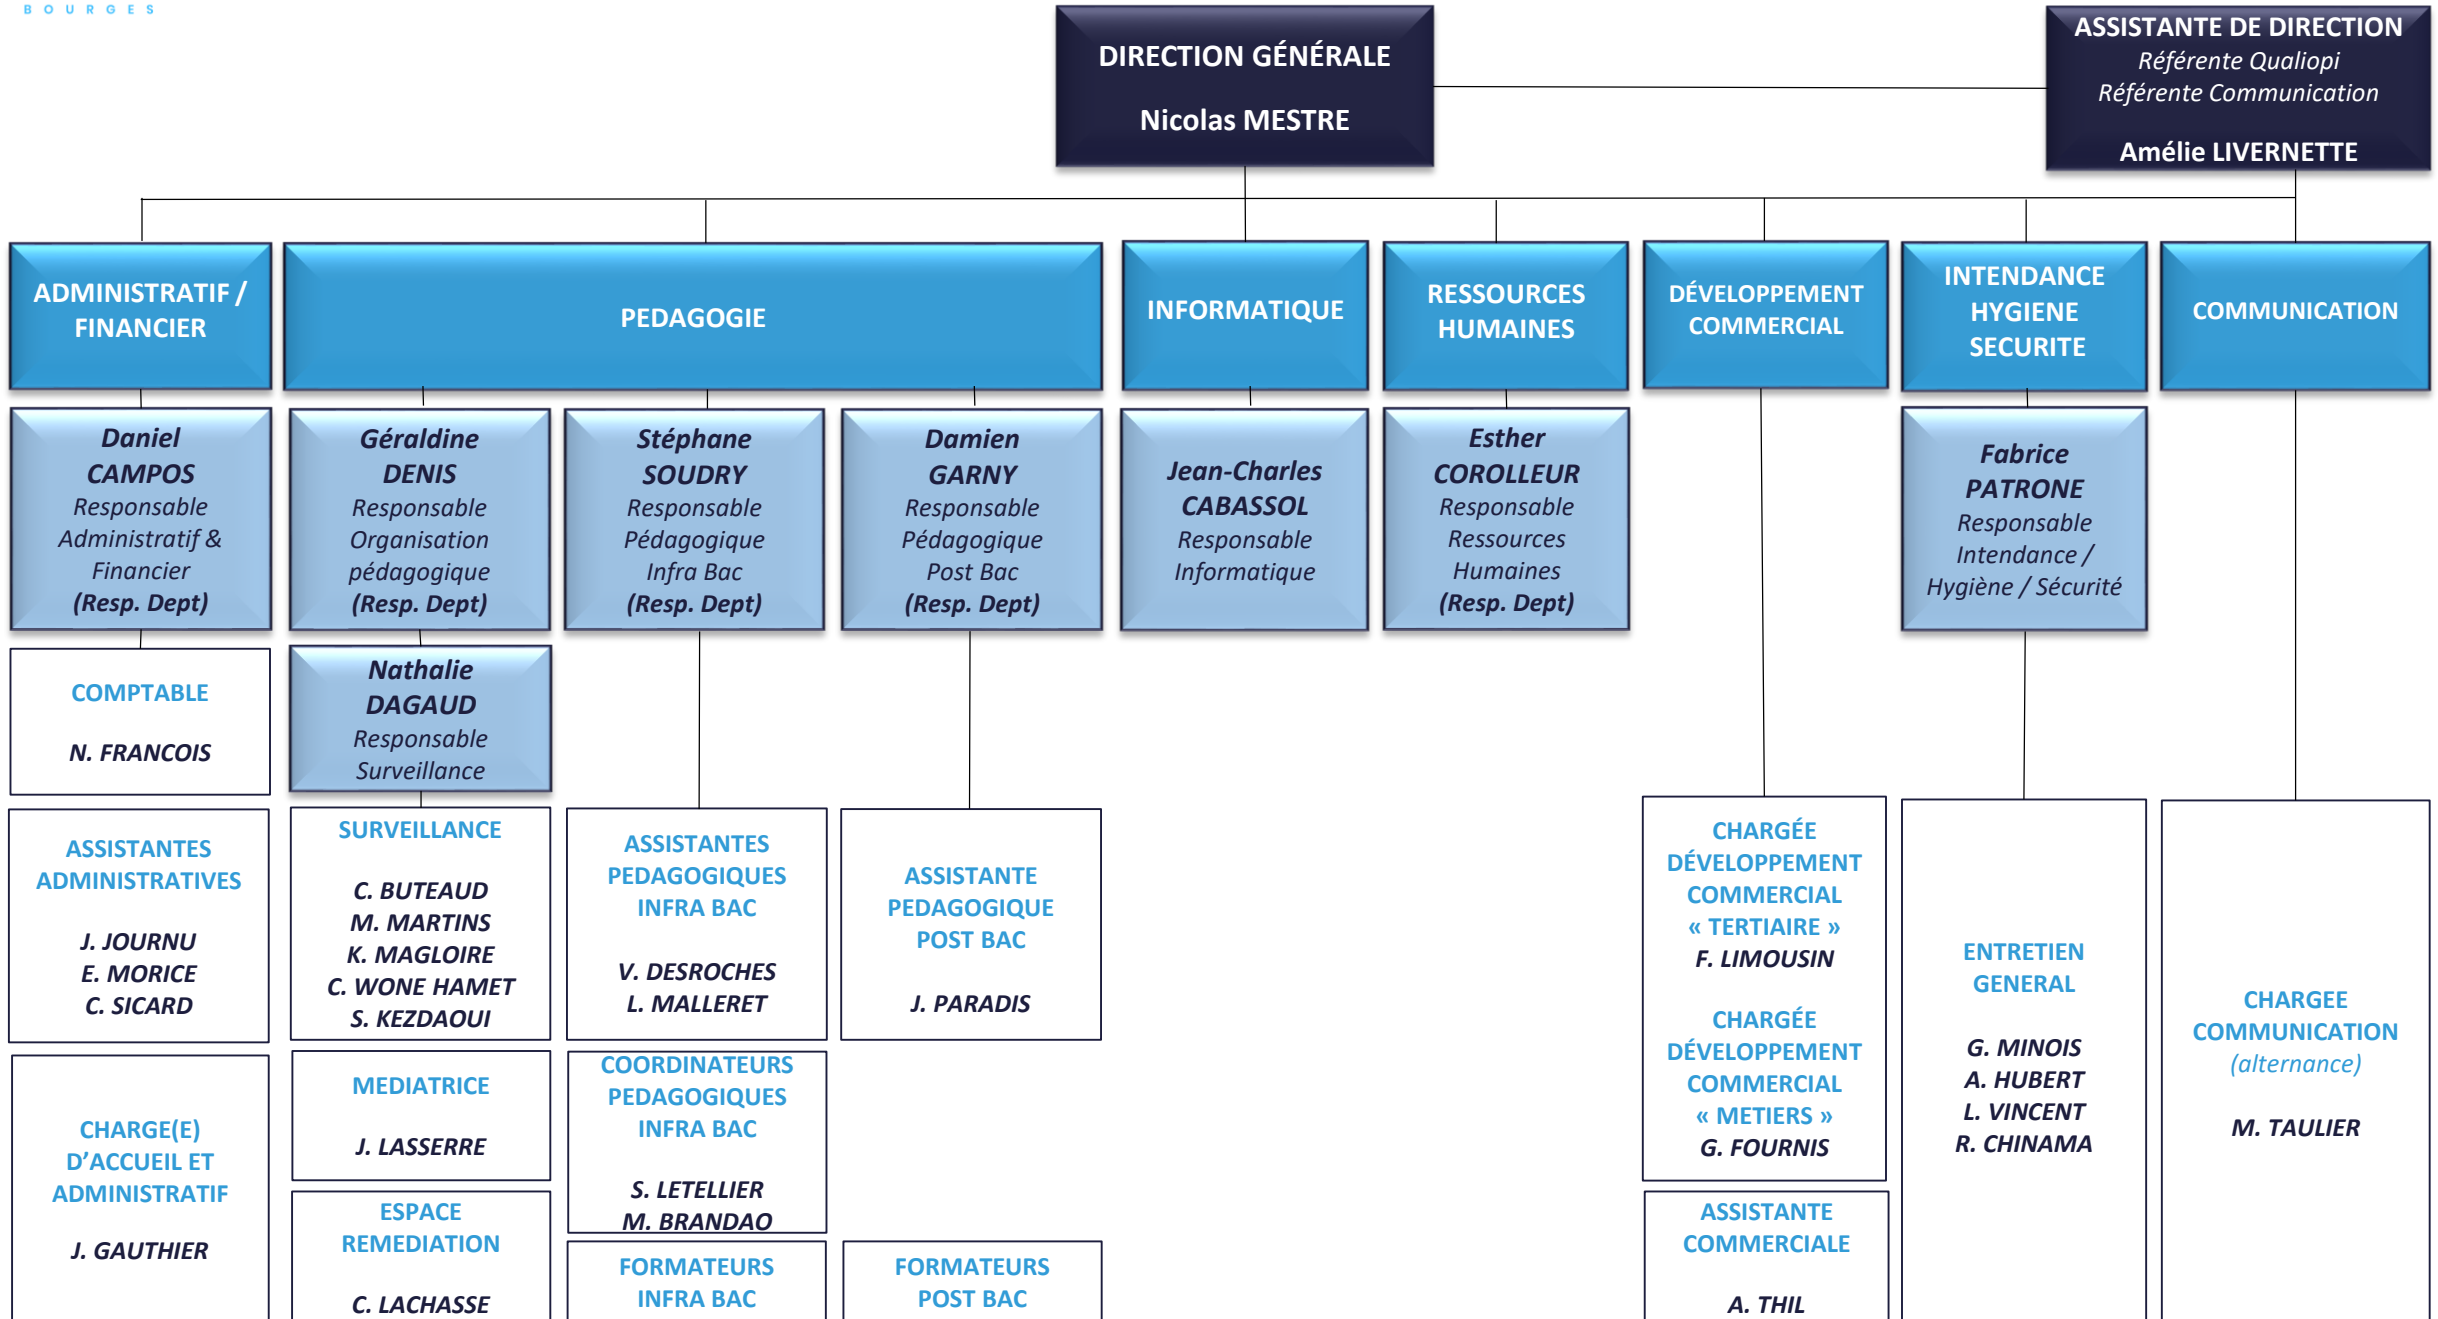 BOURGES
DIRECTION GÉNÉRALE
Nicolas MESTRE
ASSISTANTE DE DIRECTION
Référente Qualiopi
Référente Communication
Amélie LIVERNETTE
ADMINISTRATIF /
FINANCIER
PEDAGOGIE
INFORMATIQUE
RESSOURCES
HUMAINES
DÉVELOPPEMENT
COMMERCIAL
INTENDANCE
HYGIENE
SECURITE
COMMUNICATION
Daniel
CAMPOS
Responsable
Administratif &
Financier
(Resp. Dept)
Géraldine
DENIS
Responsable
Organisation
pédagogique
(Resp. Dept)
Stéphane
SOUDRY
Responsable
Pédagogique
Infra Bac
(Resp. Dept)
Damien
GARNY
Responsable
Pédagogique
Post Bac
(Resp. Dept)
Jean-Charles
CABASSOL
Responsable
Informatique
Esther
COROLLEUR
Responsable
Ressources
Humaines
(Resp. Dept)
Fabrice
PATRONE
Responsable
Intendance /
Hygiène / Sécurité
COMPTABLE
N. FRANCOIS
Nathalie
DAGAUD
Responsable
Surveillance
ASSISTANTES
ADMINISTRATIVES
J. JOURNU
E. MORICE
C. SICARD
SURVEILLANCE
C. BUTEAUD
M. MARTINS
K. MAGLOIRE
C. WONE HAMET
S. KEZDAOUI
ASSISTANTES
PEDAGOGIQUES
INFRA BAC
V. DESROCHES
L. MALLERET
ASSISTANTE
PEDAGOGIQUE
POST BAC
J. PARADIS
CHARGÉE
DÉVELOPPEMENT
COMMERCIAL
« TERTIAIRE »
F. LIMOUSIN
CHARGÉE
DÉVELOPPEMENT
COMMERCIAL
« METIERS »
G. FOURNIS
ENTRETIEN
GENERAL
G. MINOIS
A. HUBERT
L. VINCENT
R. CHINAMA
CHARGEE
COMMUNICATION
(alternance)
M. TAULIER
CHARGE(E)
D’ACCUEIL ET
ADMINISTRATIF
J. GAUTHIER
MEDIATRICE
J. LASSERRE
COORDINATEURS
PEDAGOGIQUES
INFRA BAC
S. LETELLIER
M. BRANDAO
ESPACE
REMEDIATION
C. LACHASSE
FORMATEURS
INFRA BAC
FORMATEURS
POST BAC
ASSISTANTE
COMMERCIALE
A. THIL